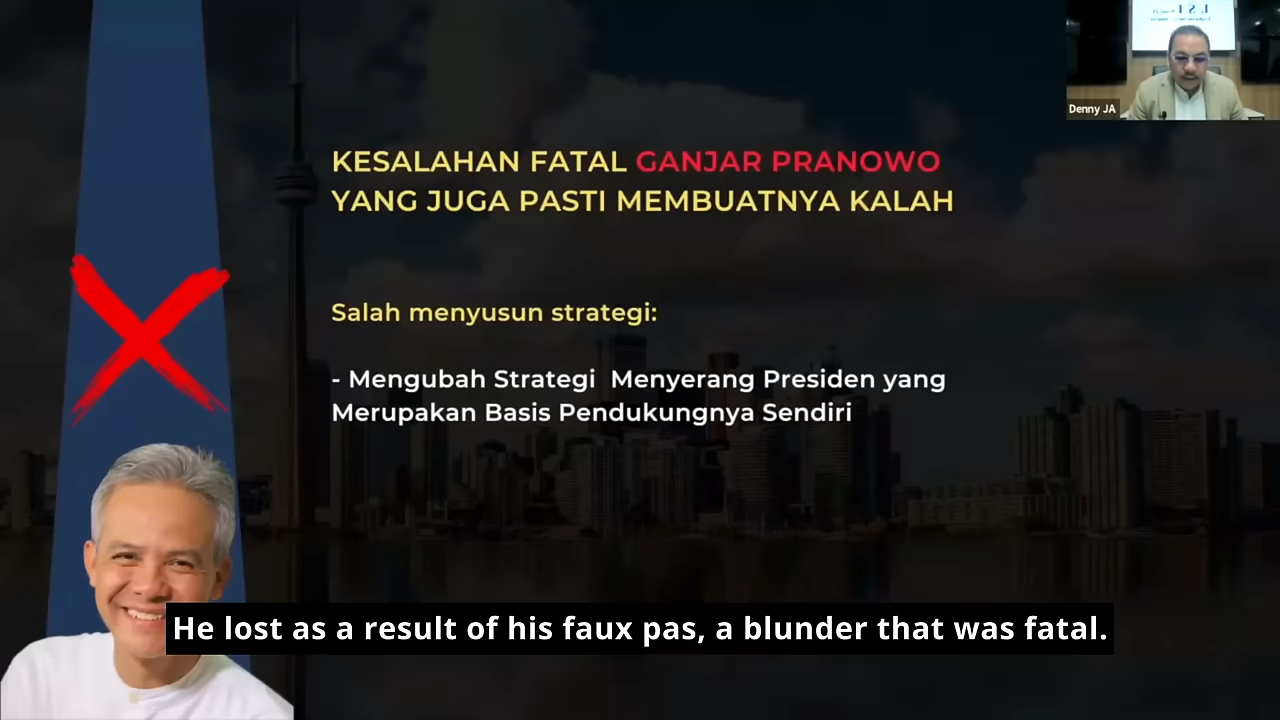 Denny JA
KESALAHAN FATAL GANJAR PRANOWO
YANG JUGA PASTI MEMBUATNYA KALAH
Salah menyusun strategi:
- Mengubah Strategi Menyerang Presiden yang
Merupakan Basis Pendukungnya Sendiri
He lost as a result of his faux pas, a blunder that was fatal.